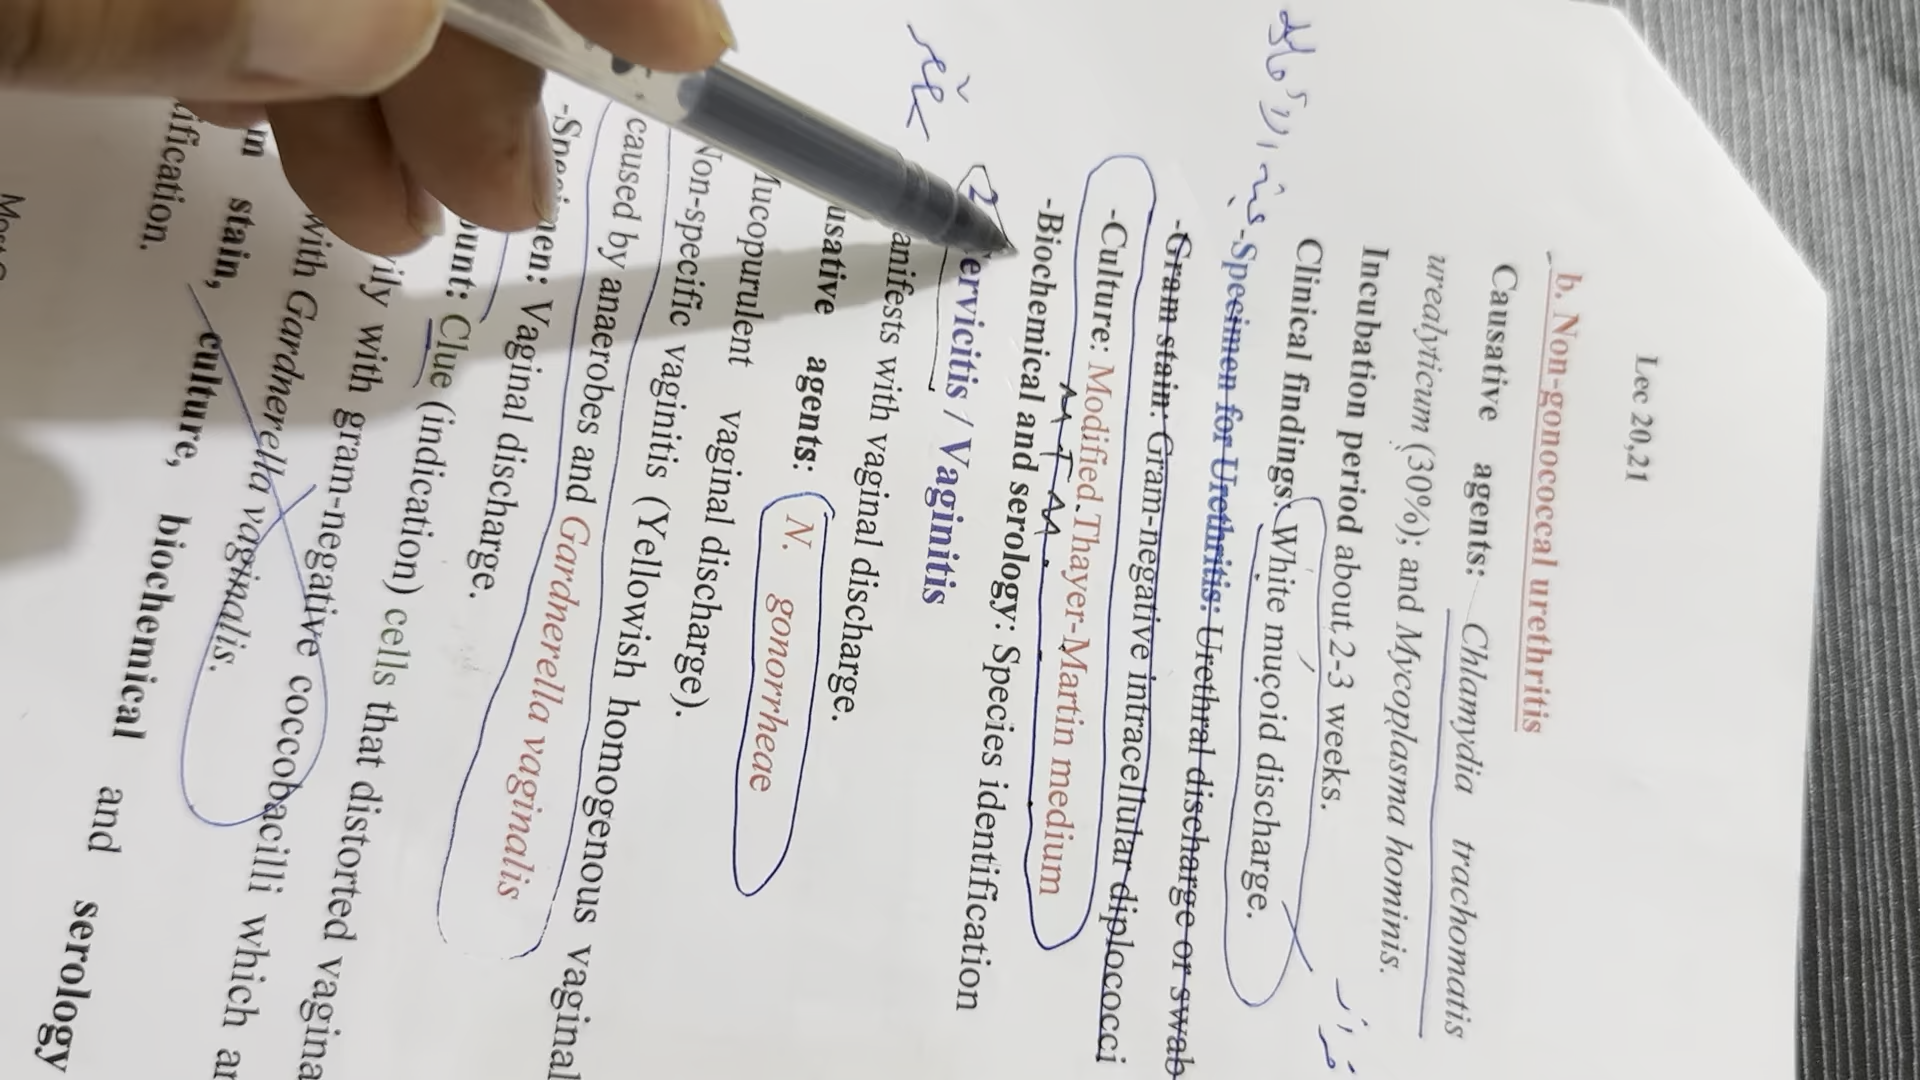 Lec 20,21
b. Non-gonococcal urethritis
Causative agents: Chlamydia trachomatis
urealyticum (30%); and Mycoplasma hominis.
Incubation period about 2-3 weeks.
Clinical findings: White mucoid discharge.
-Specimen for Urethritis: Urethral discharge or swab
-Gram stain: Gram-negative intracellular diplococci
-Culture: Modified Thayer-Martin medium
M T M
-Biochemical and serology: Species identification
2 ervicitis / Vaginitis
anifests with vaginal discharge.
usative agents: N. gonorrheae
Mucopurulent vaginal discharge).
Non-specific vaginitis (Yellowish homogenous vaginal
caused by anaerobes and Gardnerella vaginalis
-Specimen: Vaginal discharge.
ount: Clue (indication) cells that distorted vagina
ily with gram-negative coccobacilli which ar
with Gardnerella vaginalis.
m stain, culture, biochemical and serology
ification.